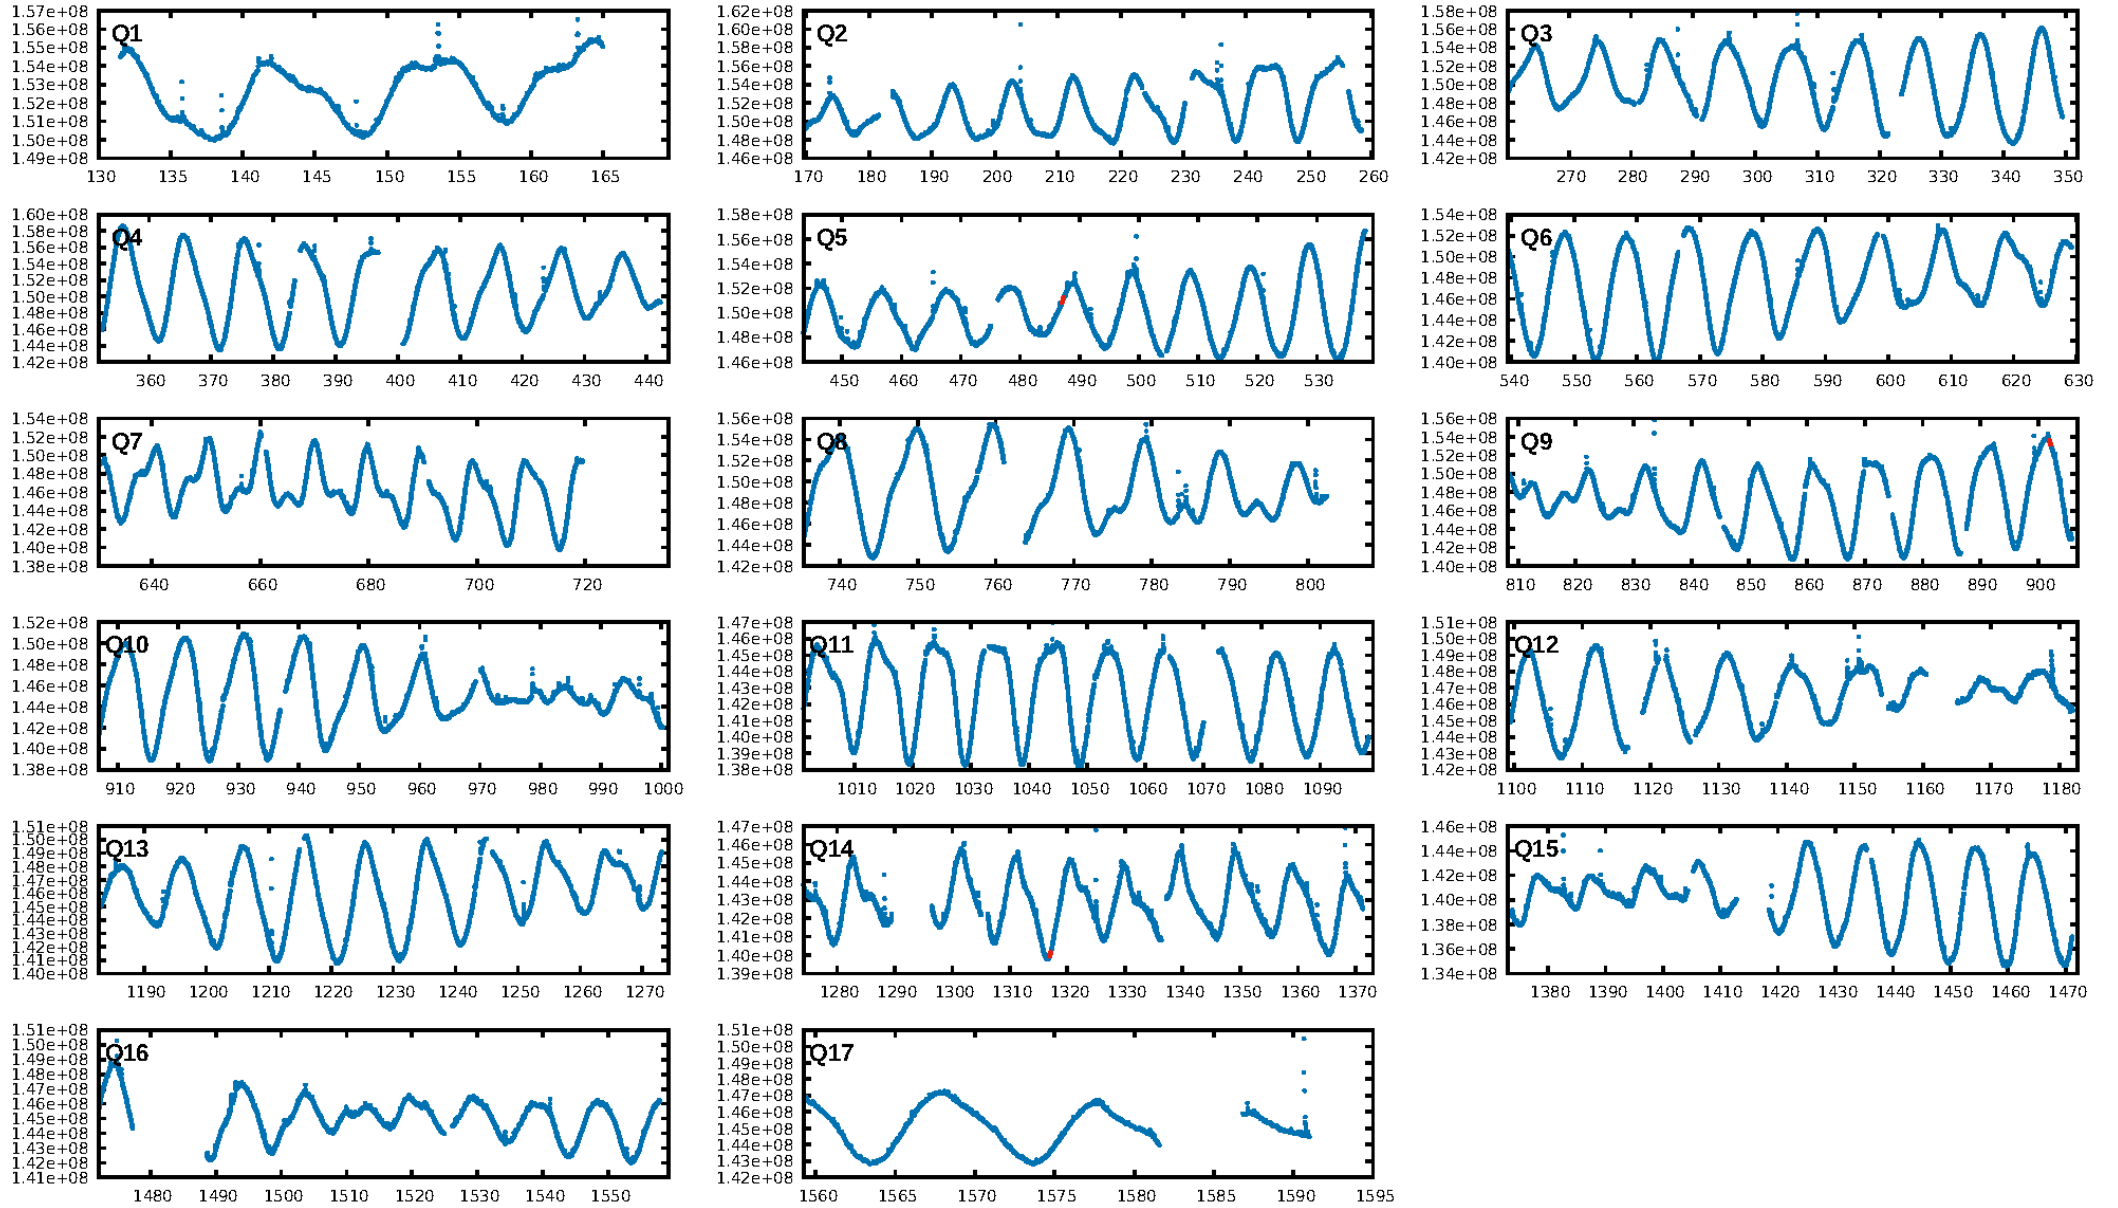 Q1
1.57e+08
1.56e+08
1.55e+08
1.54e+08
1.53e+08
1.52e+08
1.51e+08
1.50e+08
1.49e+08
130 135 140 145 150 155 160 165
Q2
1.62e+08
1.60e+08
1.58e+08
1.56e+08
1.54e+08
1.52e+08
1.50e+08
1.48e+08
1.46e+08
170 180 190 200 210 220 230 240 250 260
Q3
1.58e+08
1.56e+08
1.54e+08
1.52e+08
1.50e+08
1.48e+08
1.46e+08
1.44e+08
1.42e+08
270 280 290 300 310 320 330 340 350
Q4
1.60e+08
1.58e+08
1.56e+08
1.54e+08
1.52e+08
1.50e+08
1.48e+08
1.46e+08
1.44e+08
1.42e+08
360 370 380 390 400 410 420 430 440
Q5
1.58e+08
1.56e+08
1.54e+08
1.52e+08
1.50e+08
1.48e+08
1.46e+08
450 460 470 480 490 500 510 520 530
Q6
1.54e+08
1.52e+08
1.50e+08
1.48e+08
1.46e+08
1.44e+08
1.42e+08
1.40e+08
540 550 560 570 580 590 600 610 620 630
Q7
1.54e+08
1.52e+08
1.50e+08
1.48e+08
1.46e+08
1.44e+08
1.42e+08
1.40e+08
1.38e+08
640 660 680 700 720
Q8
1.56e+08
1.54e+08
1.52e+08
1.50e+08
1.48e+08
1.46e+08
1.44e+08
1.42e+08
740 750 760 770 780 790 800
Q9
1.56e+08
1.54e+08
1.52e+08
1.50e+08
1.48e+08
1.46e+08
1.44e+08
1.42e+08
1.40e+08
810 820 830 840 850 860 870 880 890 900
Q10
1.52e+08
1.50e+08
1.48e+08
1.46e+08
1.44e+08
1.42e+08
1.40e+08
1.38e+08
910 920 930 940 950 960 970 980 990 1000
Q11
1.47e+08
1.46e+08
1.45e+08
1.44e+08
1.43e+08
1.42e+08
1.41e+08
1.40e+08
1.39e+08
1.38e+08
1010 1020 1030 1040 1050 1060 1070 1080 1090
Q12
1.51e+08
1.50e+08
1.49e+08
1.48e+08
1.47e+08
1.46e+08
1.45e+08
1.44e+08
1.43e+08
1.42e+08
1100 1110 1120 1130 1140 1150 1160 1170 1180
Q13
1.51e+08
1.50e+08
1.49e+08
1.48e+08
1.47e+08
1.46e+08
1.45e+08
1.44e+08
1.43e+08
1.42e+08
1.41e+08
1.40e+08
1190 1200 1210 1220 1230 1240 1250 1260 1270
Q14
1.47e+08
1.46e+08
1.45e+08
1.44e+08
1.43e+08
1.42e+08
1.41e+08
1.40e+08
1.39e+08
1280 1290 1300 1310 1320 1330 1340 1350 1360 1370
Q15
1.46e+08
1.44e+08
1.42e+08
1.40e+08
1.38e+08
1.36e+08
1.34e+08
1380 1390 1400 1410 1420 1430 1440 1450 1460 1470
Q16
1.51e+08
1.50e+08
1.49e+08
1.48e+08
1.47e+08
1.46e+08
1.45e+08
1.44e+08
1.43e+08
1.42e+08
1.41e+08
1480 1490 1500 1510 1520 1530 1540 1550
Q17
1.51e+08
1.50e+08
1.49e+08
1.48e+08
1.47e+08
1.46e+08
1.45e+08
1.44e+08
1.43e+08
1.42e+08
1560 1565 1570 1575 1580 1585 1590 1595